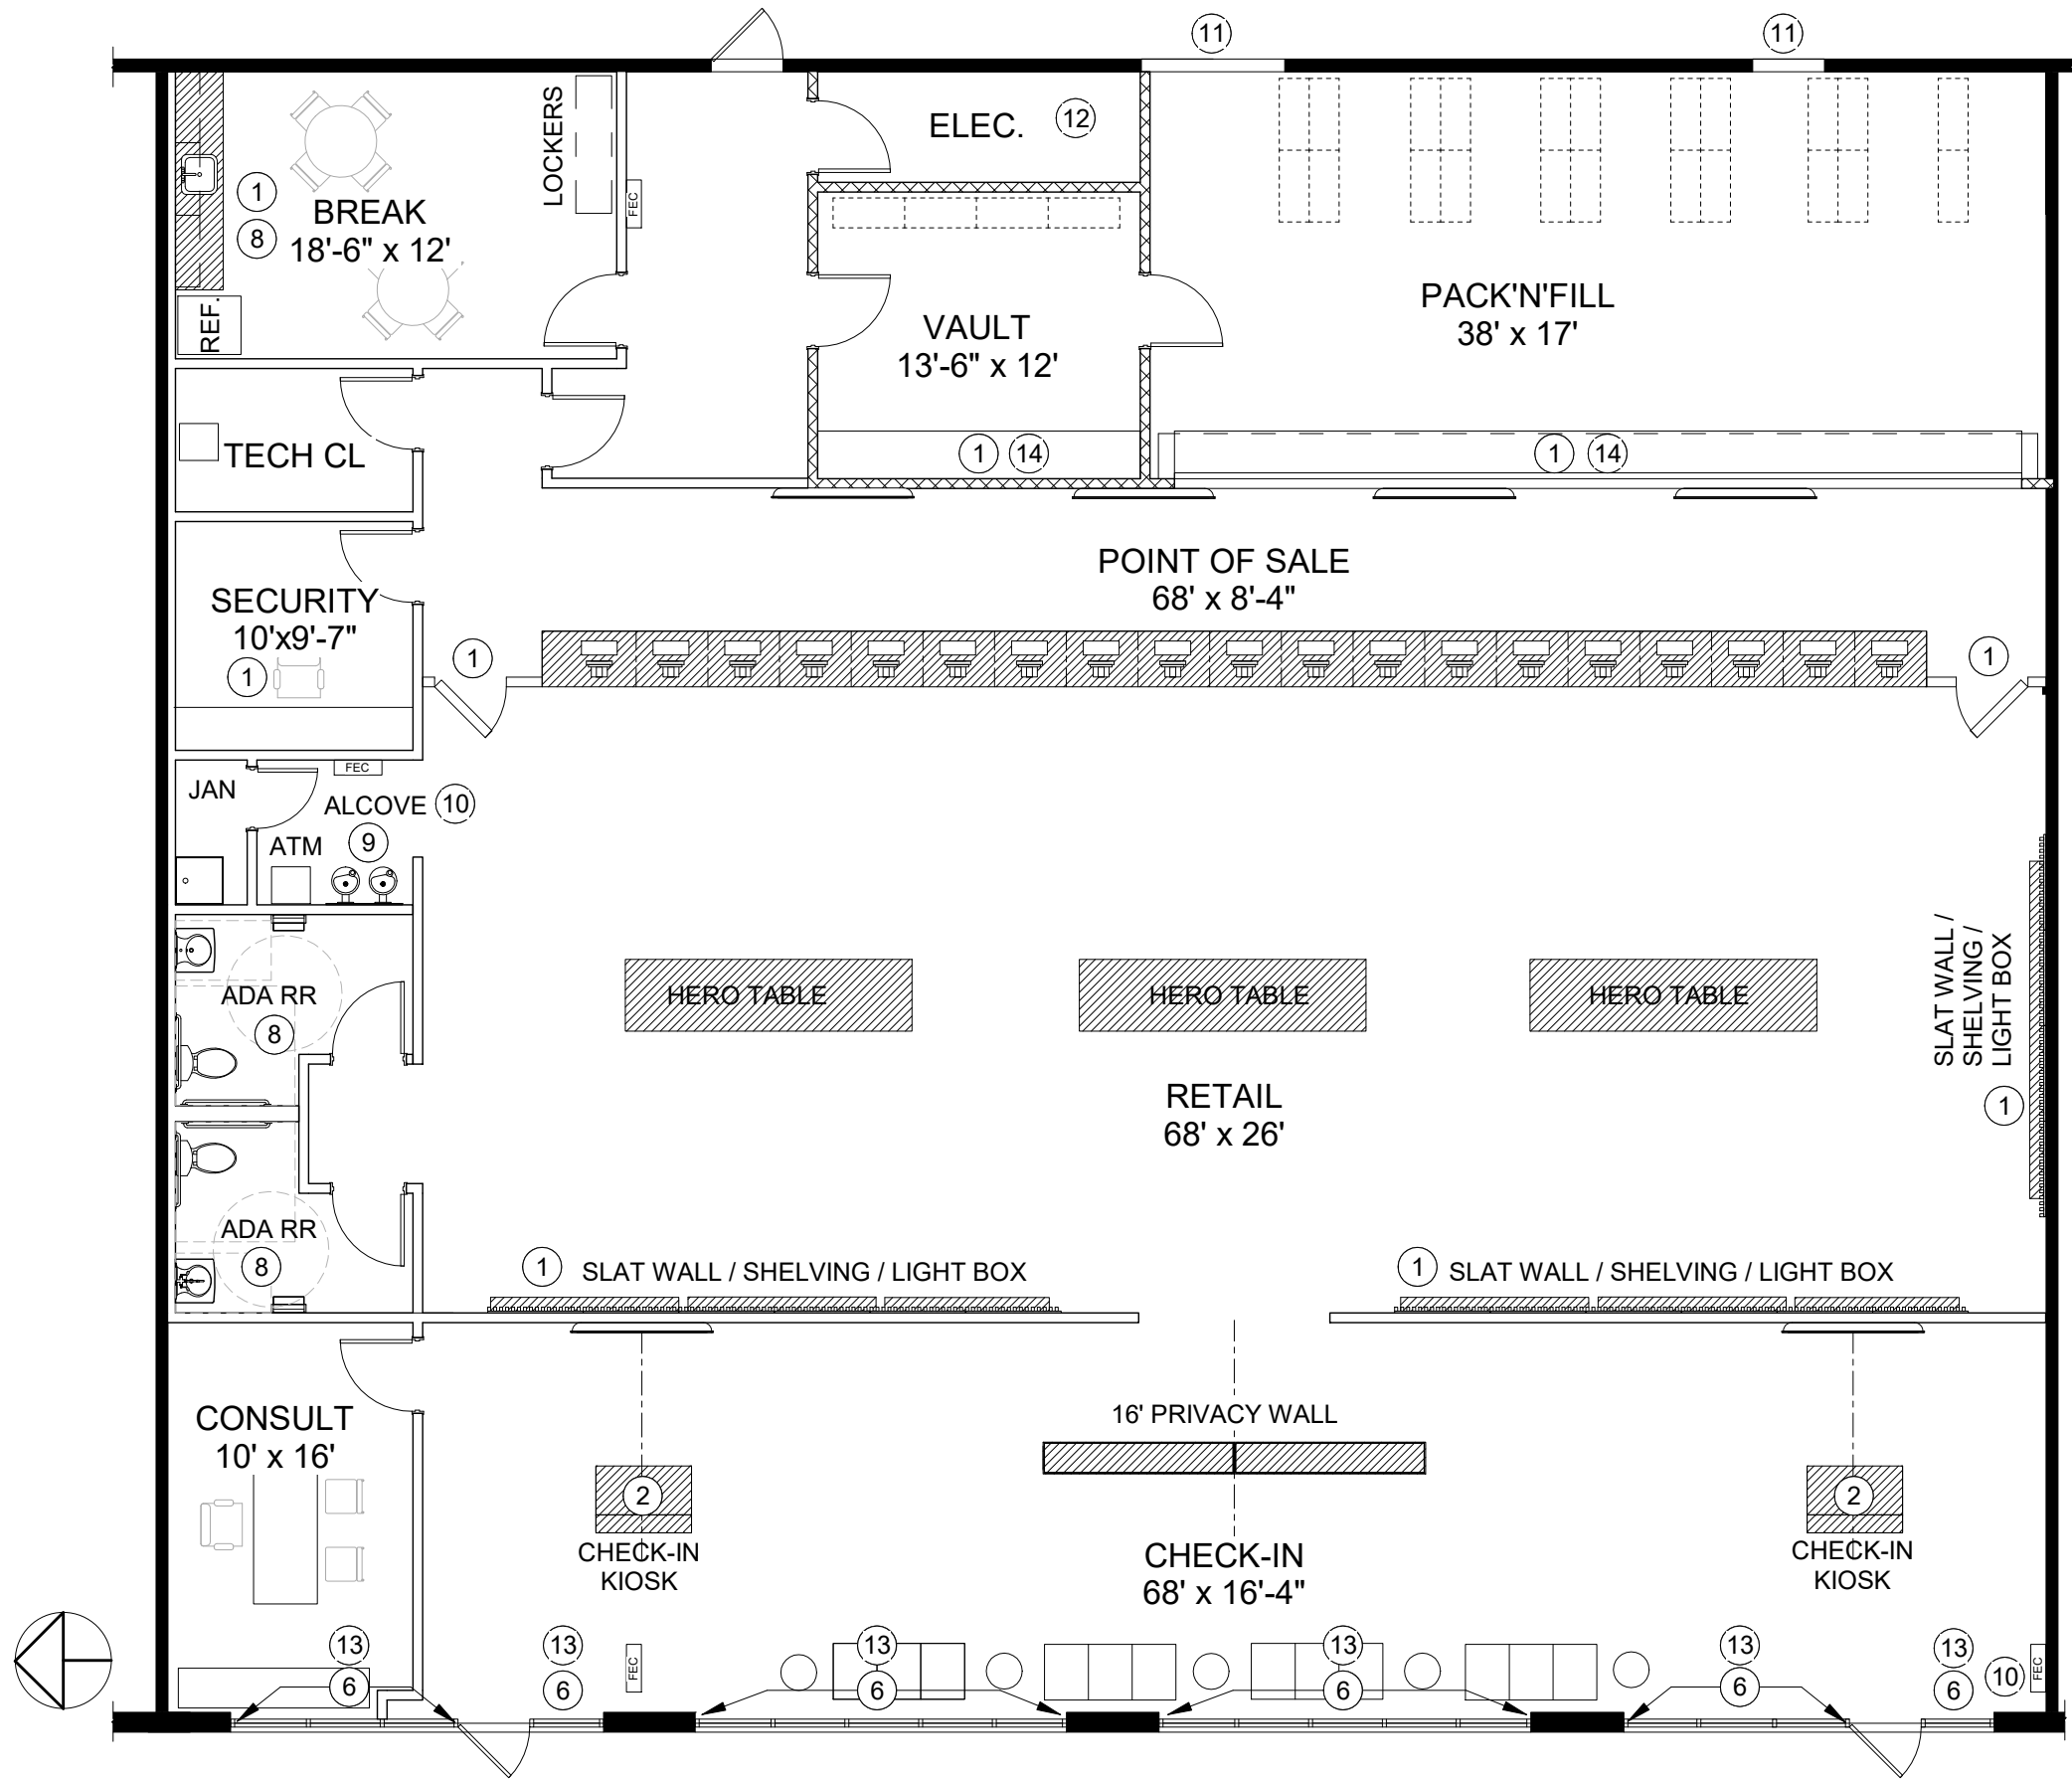 11
11
ELEC.
12
LOCKERS
FEC
1
8
BREAK
18'-6" x 12'
REF.
VAULT
13'-6" x 12'
PACK'N'FILL
38' x 17'
TECH CL
1
14
1
14
POINT OF SALE
68' x 8'-4"
SECURITY
10'x9'-7"
1
1
1
FEC
JAN
ALCOVE
10
ATM
9
ADA RR
8
HERO TABLE
HERO TABLE
HERO TABLE
SLAT WALL /
SHELVING /
LIGHT BOX
1
RETAIL
68' x 26'
ADA RR
8
1
SLAT WALL / SHELVING / LIGHT BOX
1
SLAT WALL / SHELVING / LIGHT BOX
CONSULT
10' x 16'
16' PRIVACY WALL
2
CHECK-IN
KIOSK
CHECK-IN
68' x 16'-4"
2
CHECK-IN
KIOSK
13
6
13
6
FEC
13
6
13
6
13
6
13
6
10
FEC